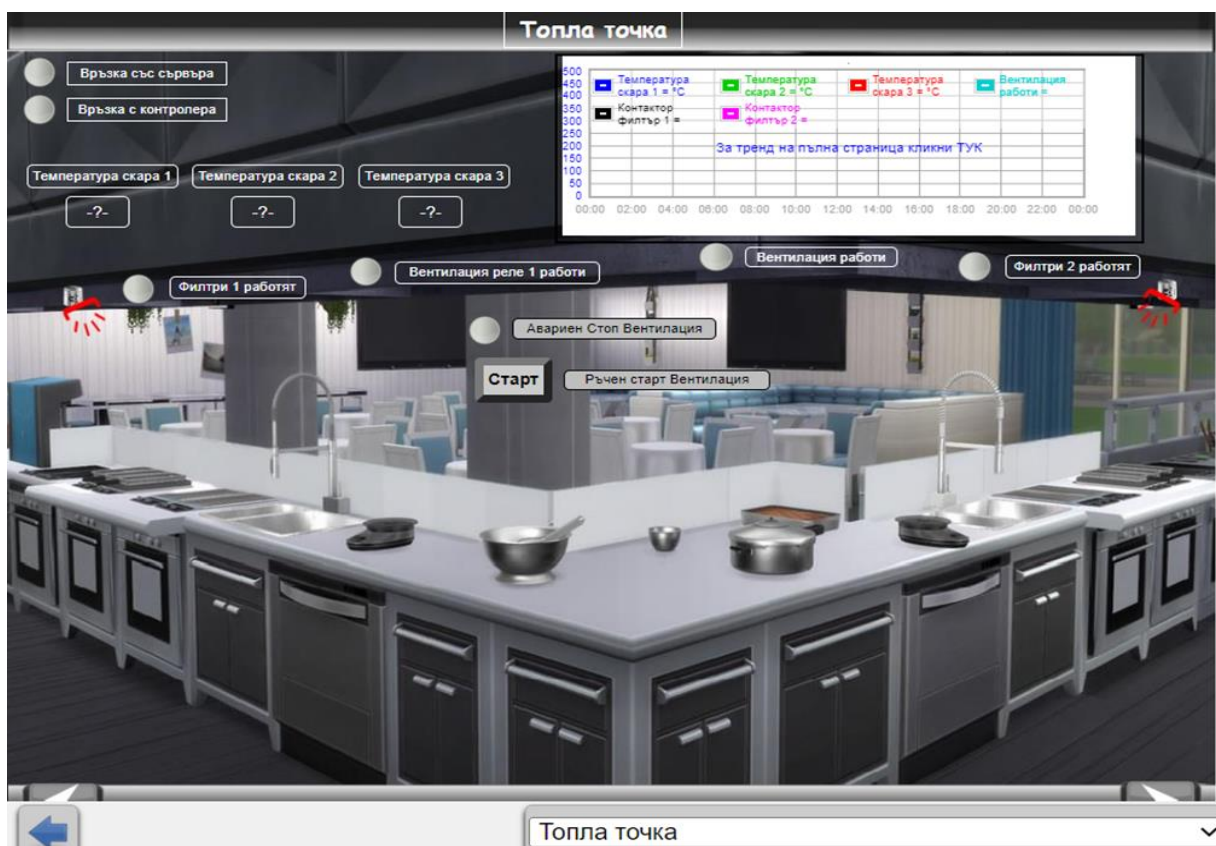 Топла точка
Връзка със сървъра
Връзка с контролера
Температура скара 1
Температура скара 2
Температура скара 3
-?-
-?-
-?-
500
450
400
350
300
250
200
150
100
50
0
Температура
скара 1 = °C
Температура
скара 2 = °C
Температура
скара 3 = °C
Вентилация
работи =
Контактор
филтър 1 =
Контактор
филтър 2 =
За тренд на пълна страница кликни ТУК
00:00 02:00 04:00 06:00 08:00 10:00 12:00 14:00 16:00 18:00 20:00 22:00 00:00
Филтри 1 работят
Вентилация реле 1 работи
Вентилация работи
Филтри 2 работят
Авариен Стоп Вентилация
Старт
Ръчен старт Вентилация
Топла точка